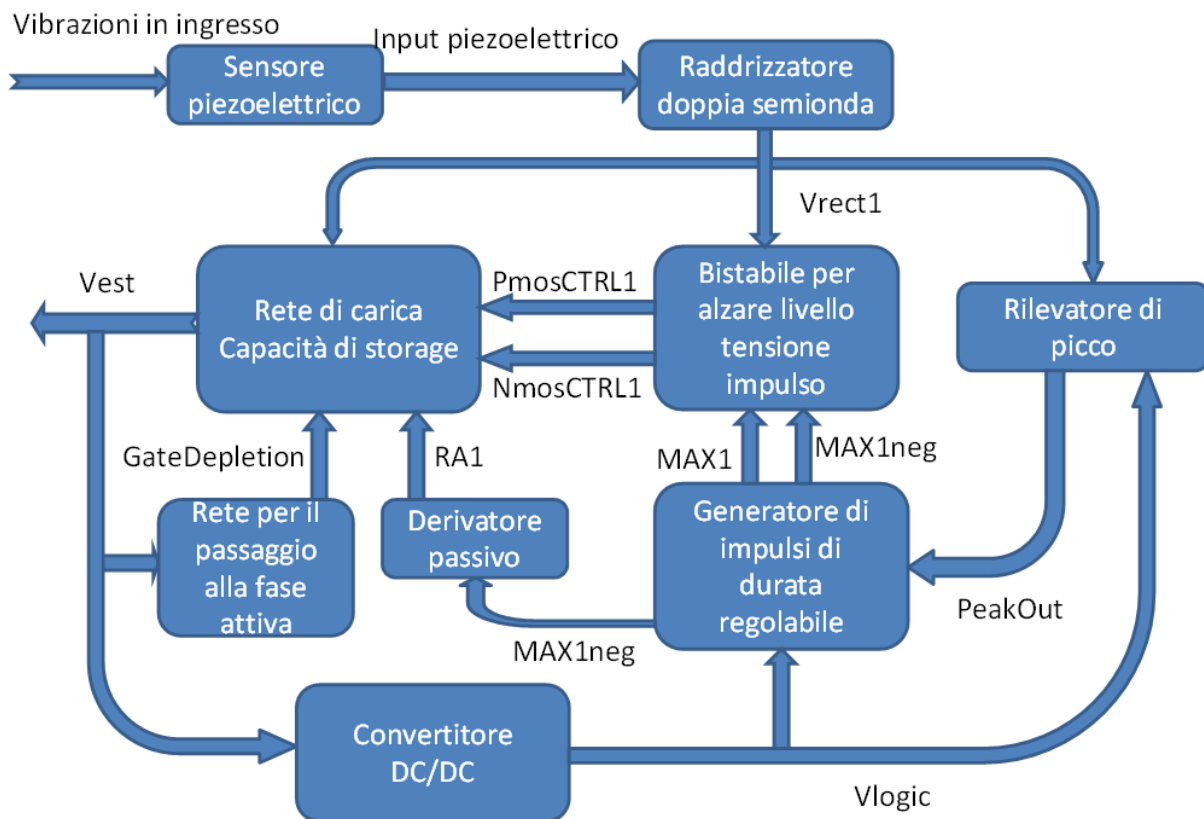 Vibrazioni in ingresso
Input piezoelettrico
Sensore
piezoelettrico
Raddrizzatore
doppia semionda
Vrect1
Vest
Rete di carica
Capacità di storage
PmosCTRL1
NmosCTRL1
Bistabile per
alzare livello
tensione
impulso
Rilevatore di
picco
GateDepletion
RA1
MAX1
MAX1neg
Rete per il
passaggio
alla fase
attiva
Derivatore
passivo
Generatore di
impulsi di
durata
regolabile
PeakOut
MAX1neg
Convertitore
DC/DC
Vlogic